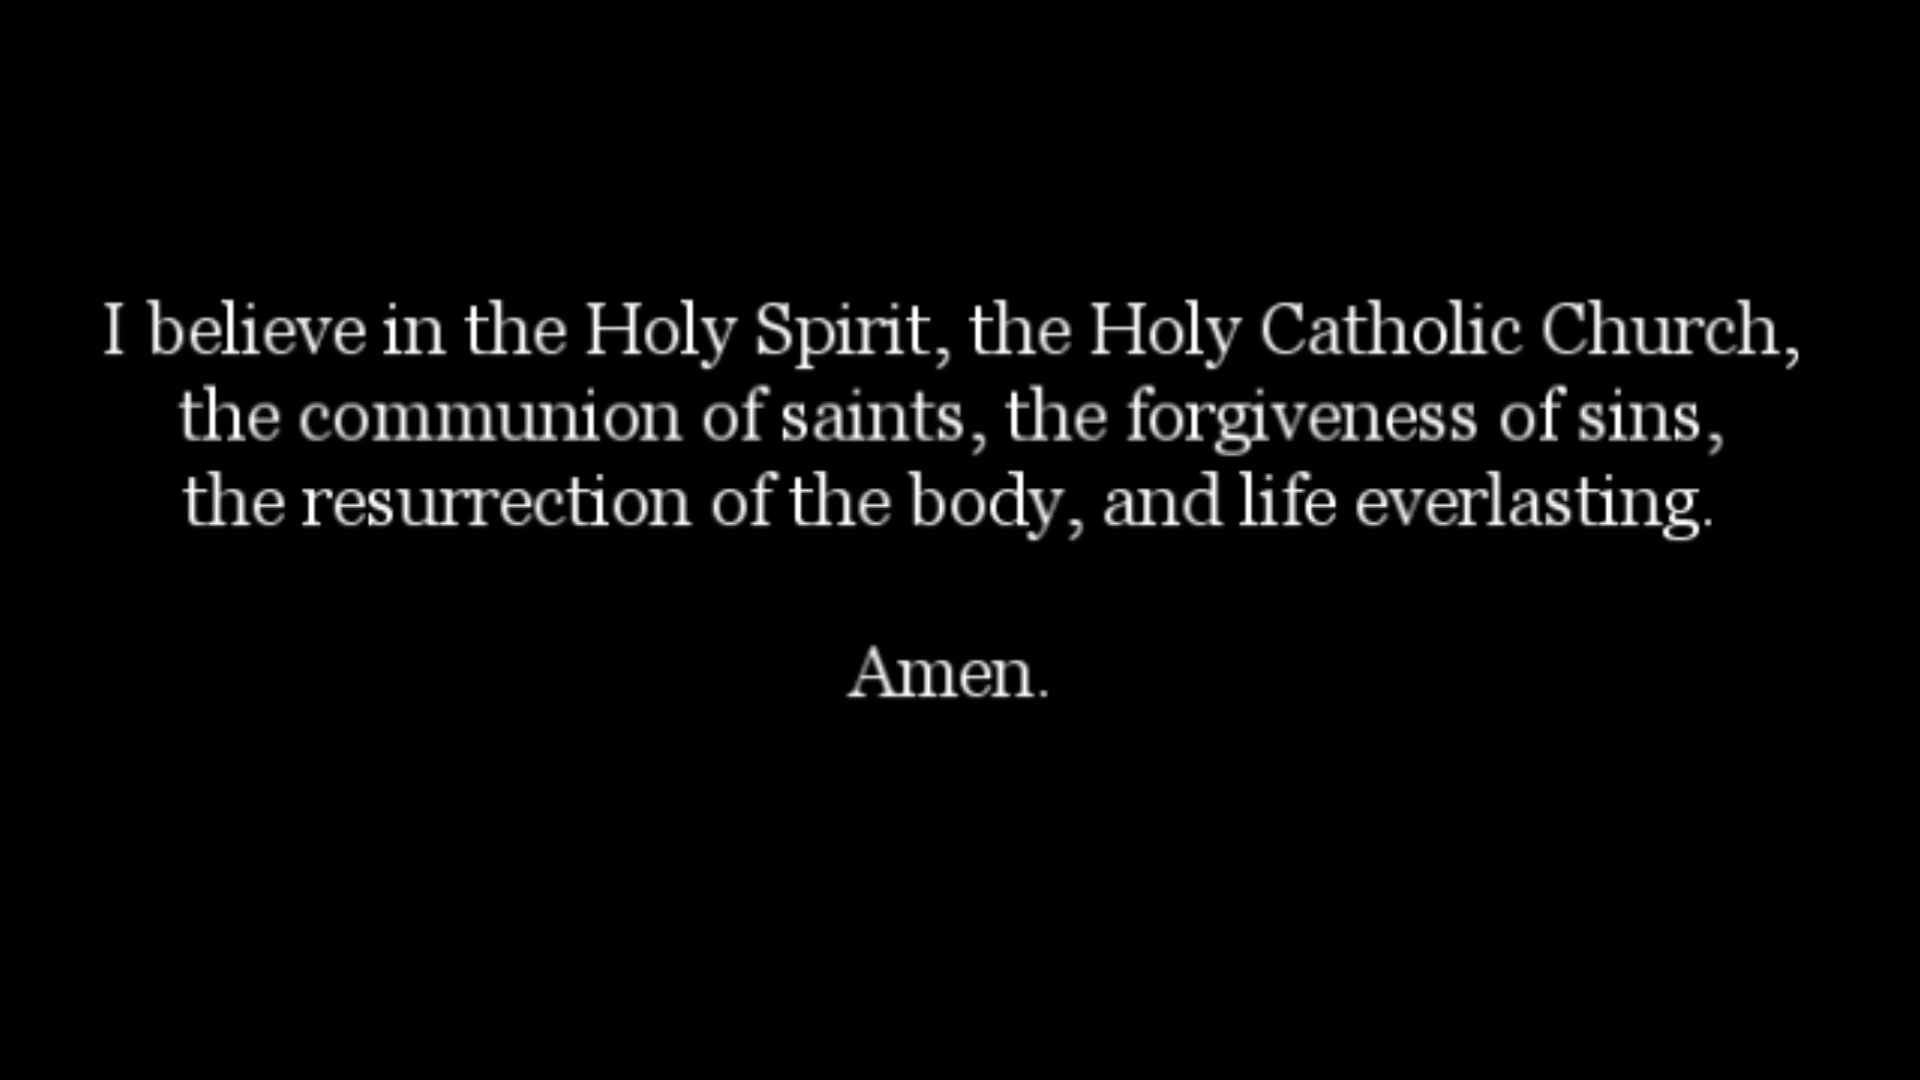 I believe in the Holy Spirit, the Holy Catholic Church,
the communion of saints, the forgiveness of sins,
the resurrection of the body, and life everlasting.
Amen.